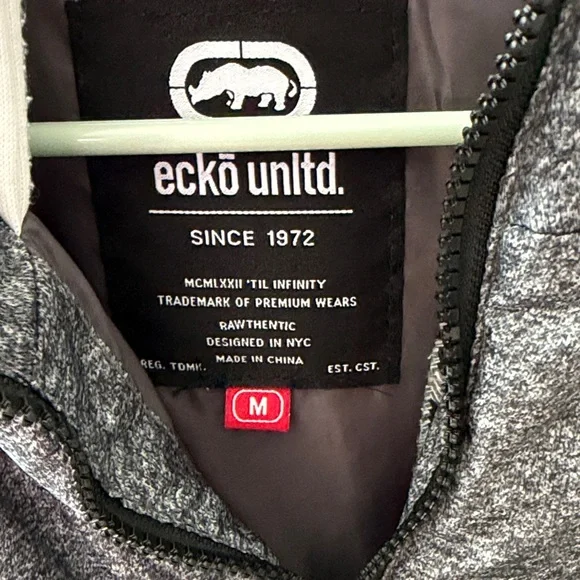 eckō unltd.
SINCE 1972
MCMLXXII 'TIL INFINITY
TRADEMARK OF PREMIUM WEARS
RAWTHENTIC
DESIGNED IN NYC
MADE IN CHINA
REG. TDMK.
EST. CST.
M